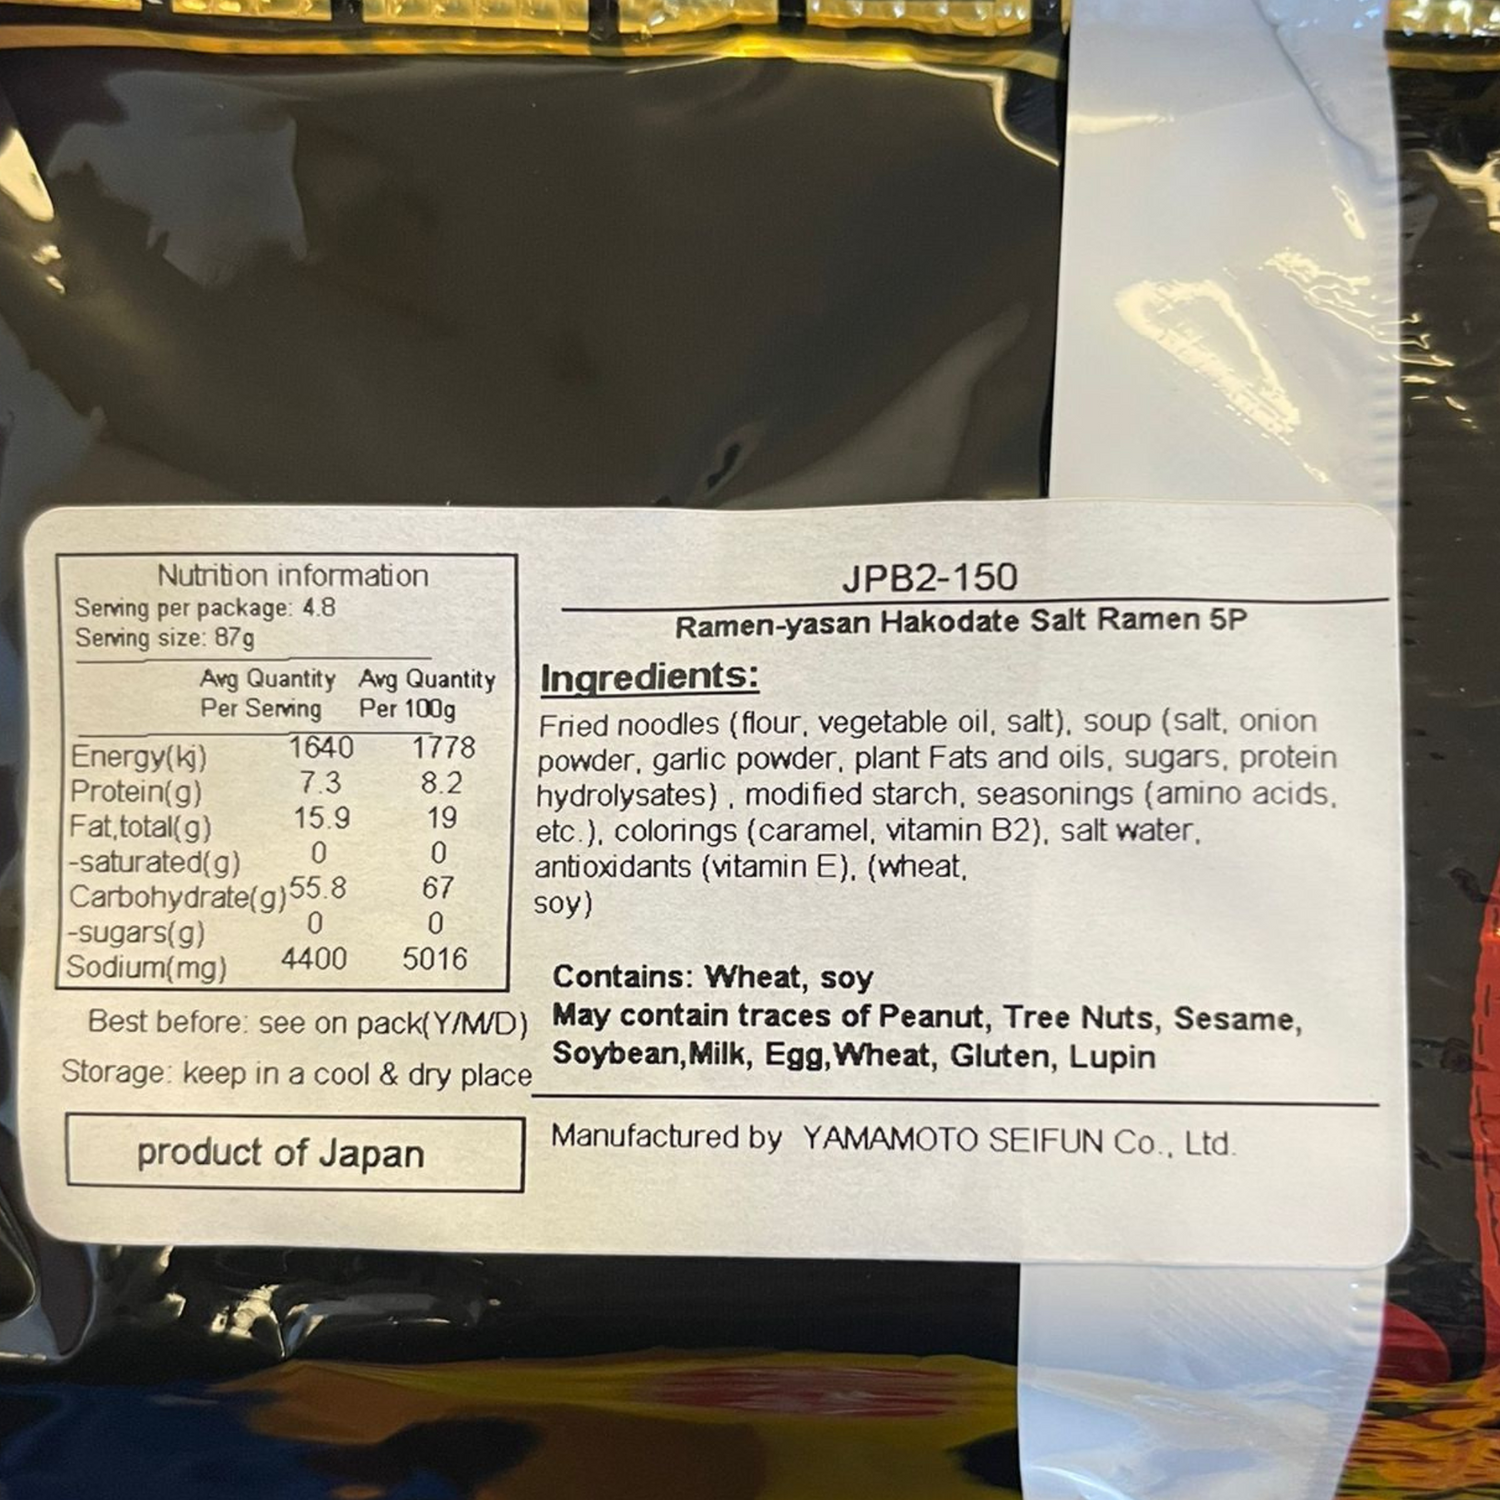 Nutrition information
Serving per package: 4.8
Serving size: 87g
Avg Quantity Avg Quantity
Per Serving Per 100g
Energy(kj) 1640 1778
Protein(g) 7.3 8.2
Fat,total(g) 15.9 19
-saturated(g) 0 0
Carbohydrate(g) 55.8 67
-sugars(g) 0 0
Sodium(mg) 4400 5016
Best before: see on pack(Y/M/D)
Storage: keep in a cool & dry place
product of Japan
JPB2-150
Ramen-yasan Hakodate Salt Ramen 5P
Ingredients:
Fried noodles (flour, vegetable oil, salt), soup (salt, onion
powder, garlic powder, plant Fats and oils, sugars, protein
hydrolysates) , modified starch, seasonings (amino acids,
etc.), colorings (caramel, vitamin B2), salt water,
antioxidants (vitamin E), (wheat,
soy)
Contains: Wheat, soy
May contain traces of Peanut, Tree Nuts, Sesame,
Soybean,Milk, Egg,Wheat, Gluten, Lupin
Manufactured by YAMAMOTO SEIFUN Co., Ltd.